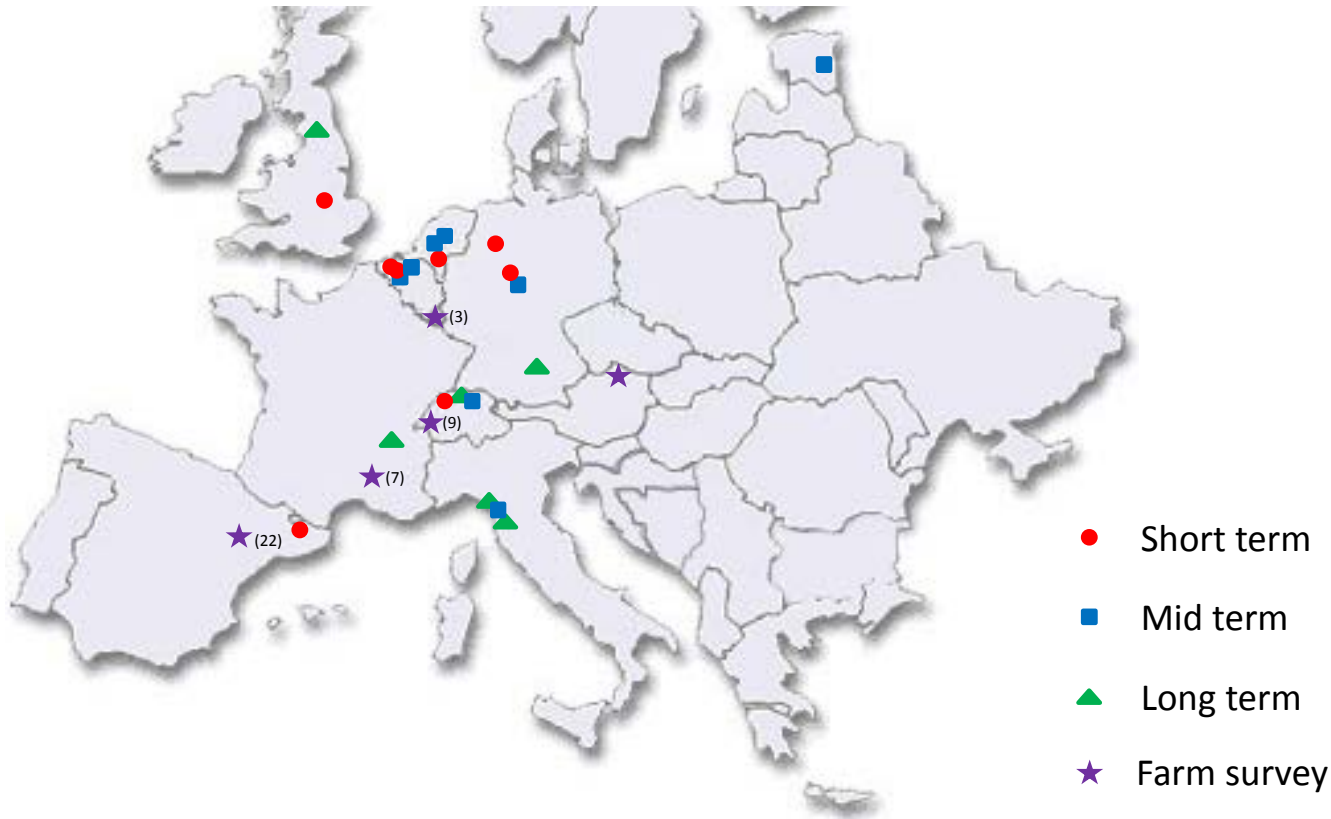 (3)
(9)
(7)
(22)
Short term
Mid term
Long term
Farm survey